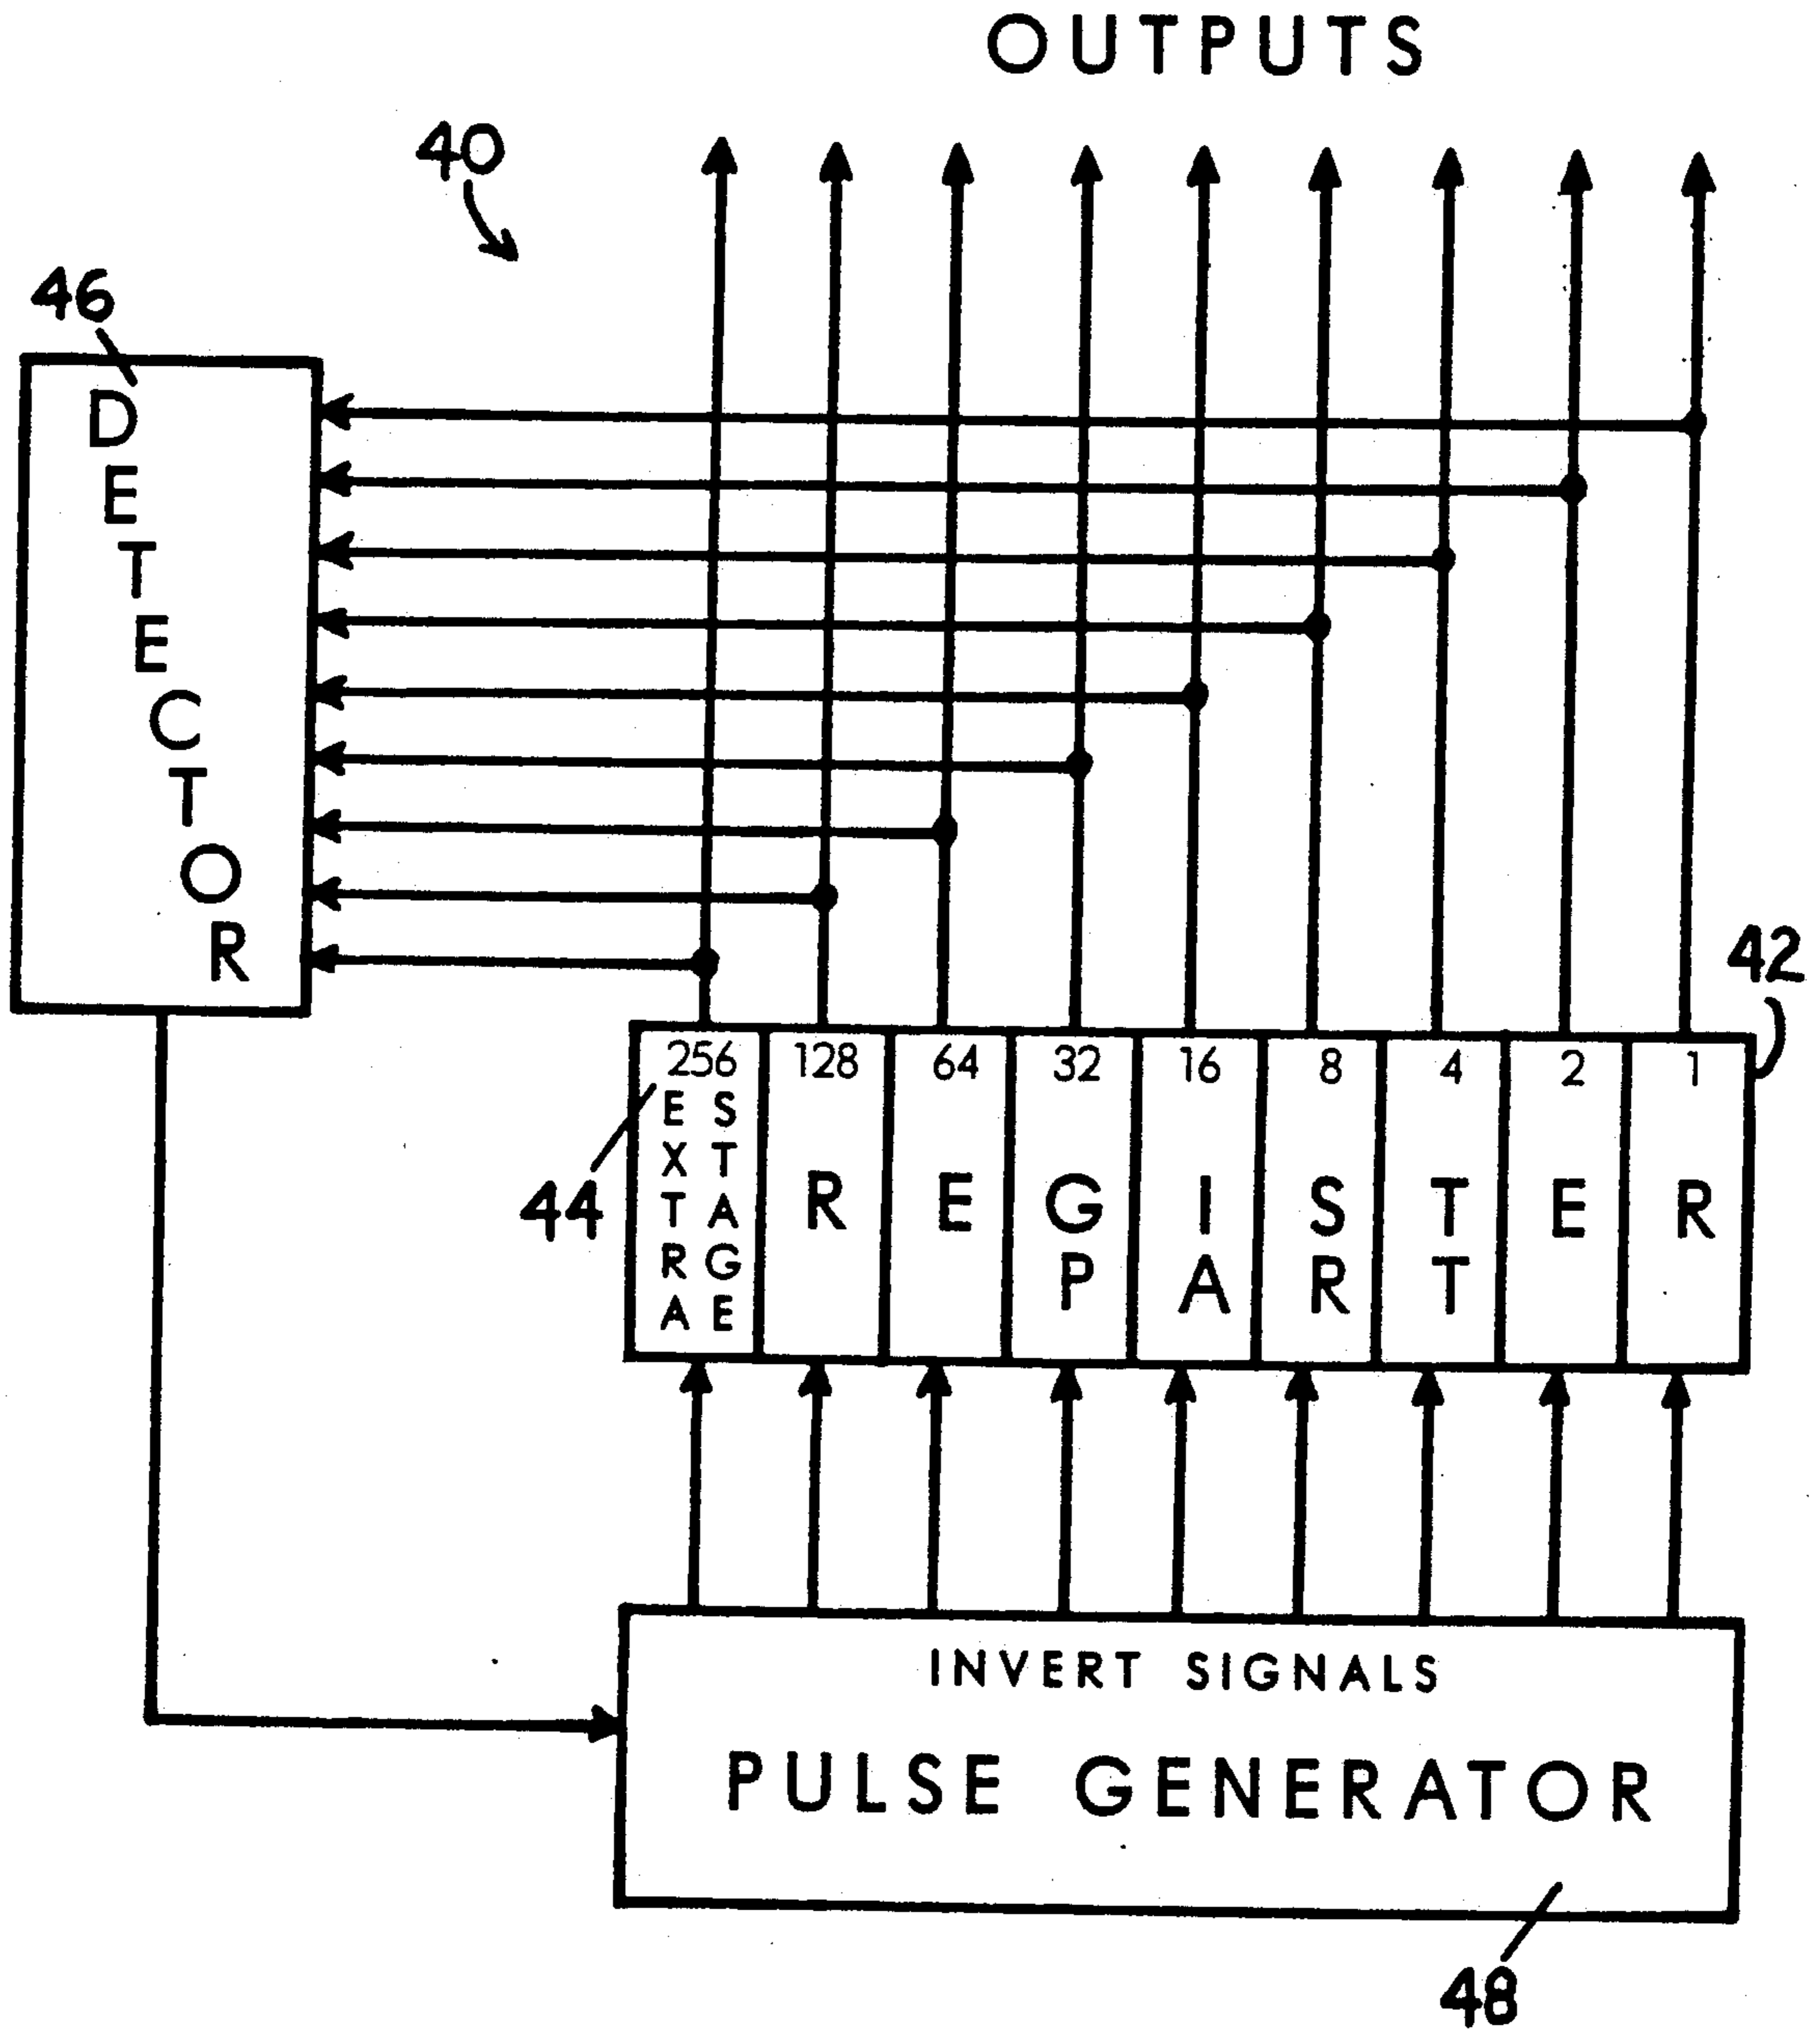 OUTPUTS
40
46
DETECTOR
42
256 128 64 32 16 8 4 2 1
EXTRA STAGE
REGISTER
PART
44
INVERT SIGNALS
PULSE GENERATOR
48